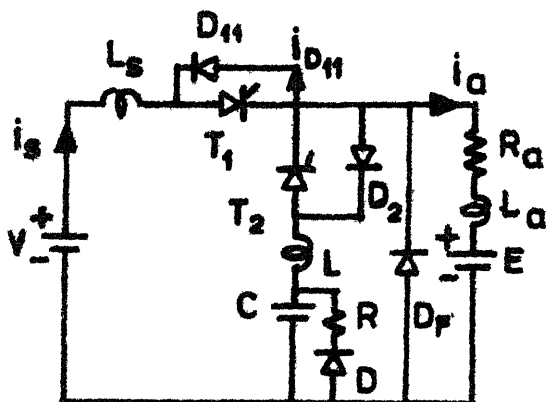 D11
Ls
iD11
ia
is
T1
Ra
D2
T2
La
+
V
-
L
+
E
-
C
R
DF
D